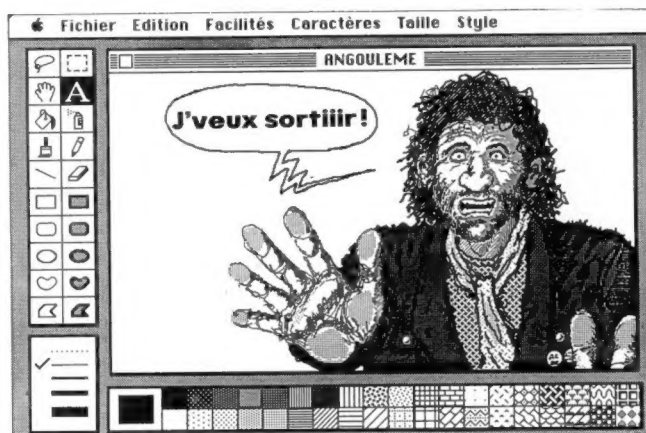 Fichier Edition Facilités Caractères Taille Style
ANGOULEME
A
J'veux sortiiir!